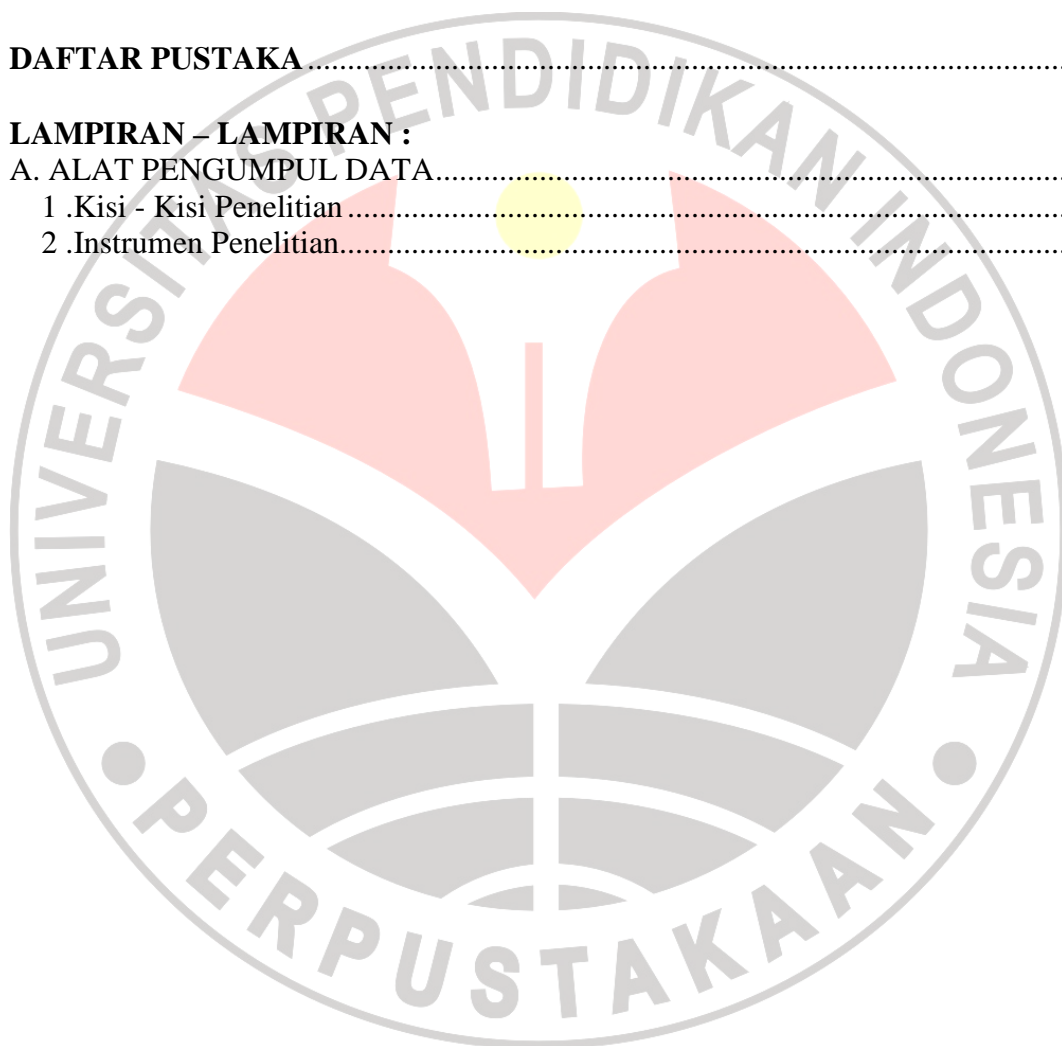 DAFTAR PUSTAKA................................................................................................
LAMPIRAN – LAMPIRAN :
A. ALAT PENGUMPUL DATA................................................................................
1 .Kisi - Kisi Penelitian...........................................................................................
2 .Instrumen Penelitian............................................................................................
UNIVERSITAS PENDIDIKAN INDONESIA
PERPUSTAKAAN